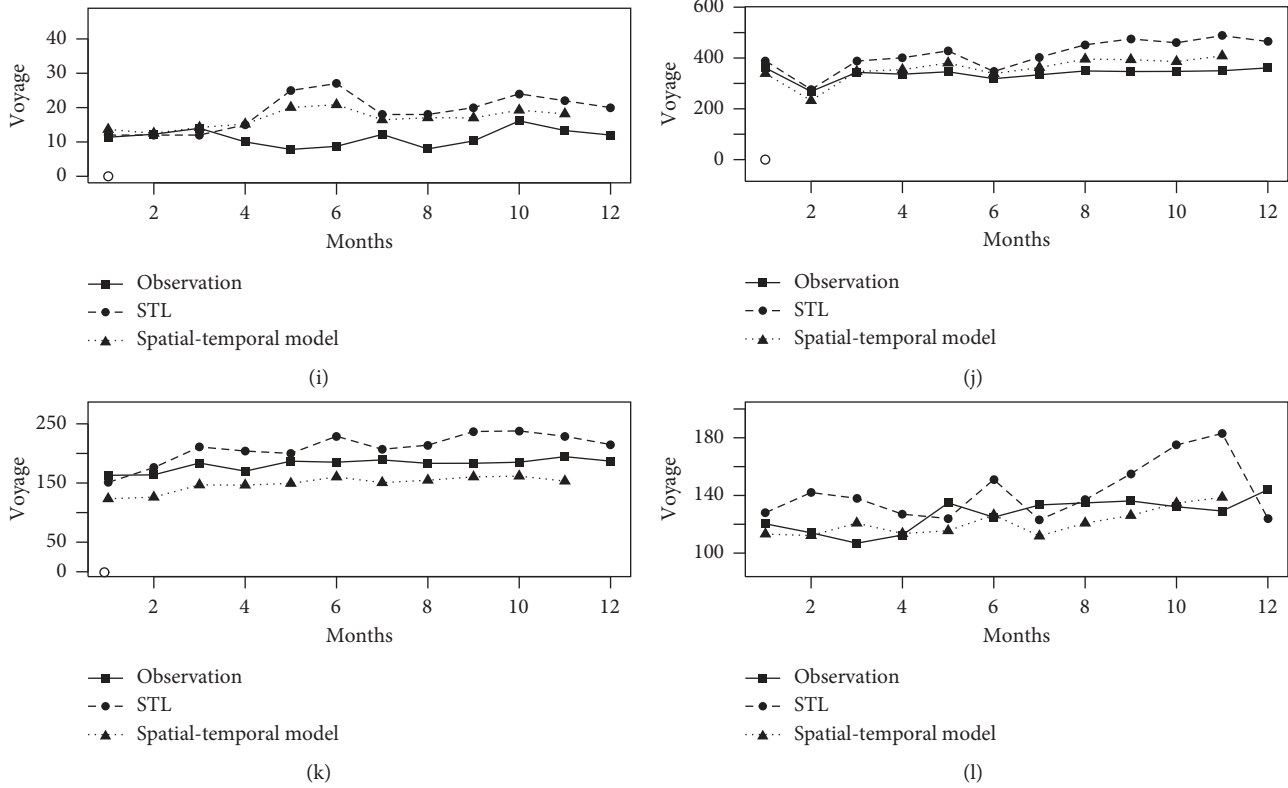 Voyage
40
30
20
10
0
2 4 6 8 10 12
Months
Observation
STL
Spatial-temporal model
(i)
Voyage
600
400
200
0
2 4 6 8 10 12
Months
Observation
STL
Spatial-temporal model
(j)
Voyage
250
150
50
0
2 4 6 8 10 12
Months
Observation
STL
Spatial-temporal model
(k)
Voyage
180
140
100
2 4 6 8 10 12
Months
Observation
STL
Spatial-temporal model
(l)